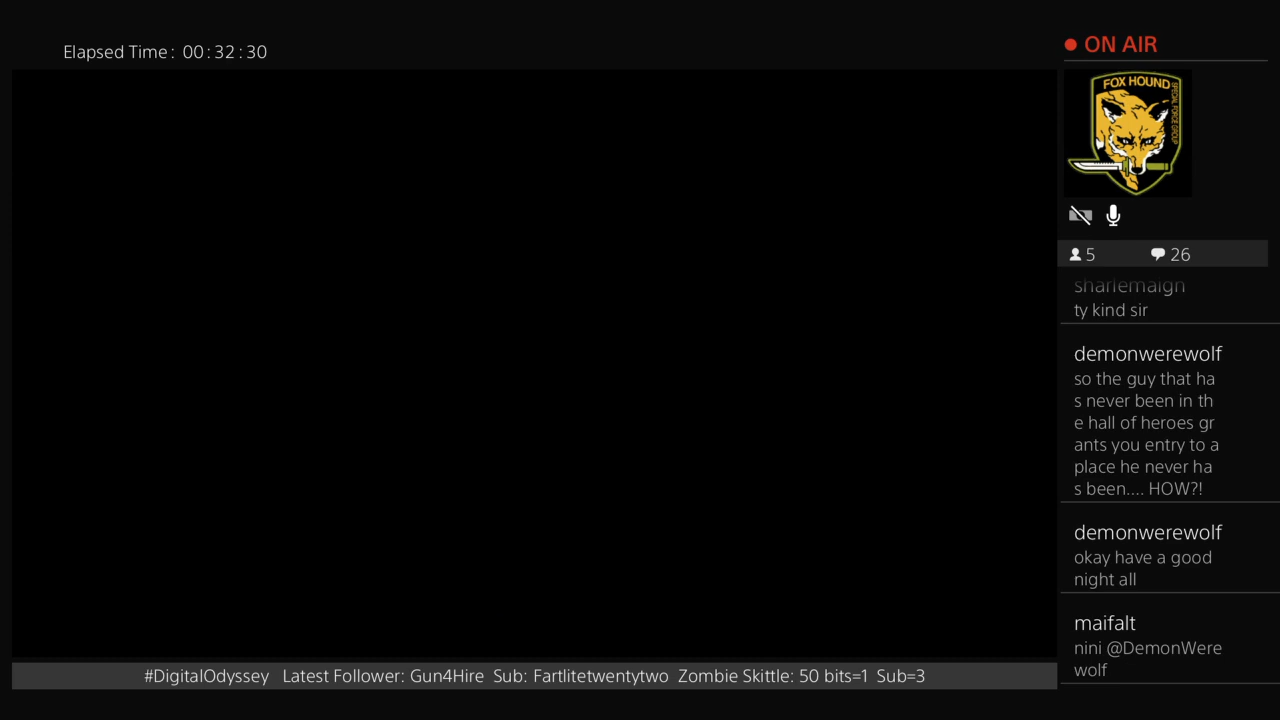 Elapsed Time: 00:32:30
ON AIR
FOX HOUND
SPECIAL FORCE GROUP
5 26
sharlemaign
ty kind sir
demonwerewolf
so the guy that ha
s never been in th
e hall of heroes gr
ants you entry to a
place he never ha
s been.... HOW?!
demonwerewolf
okay have a good
night all
maifalt
nini @DemonWere
wolf
#DigitalOdyssey Latest Follower: Gun4Hire Sub: Fartlitetwentytwo Zombie Skittle: 50 bits=1 Sub=3